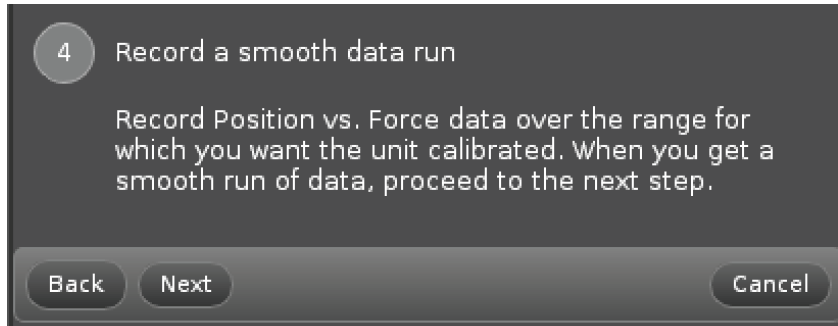 4
Record a smooth data run
Record Position vs. Force data over the range for
which you want the unit calibrated. When you get a
smooth run of data, proceed to the next step.
Back
Next
Cancel